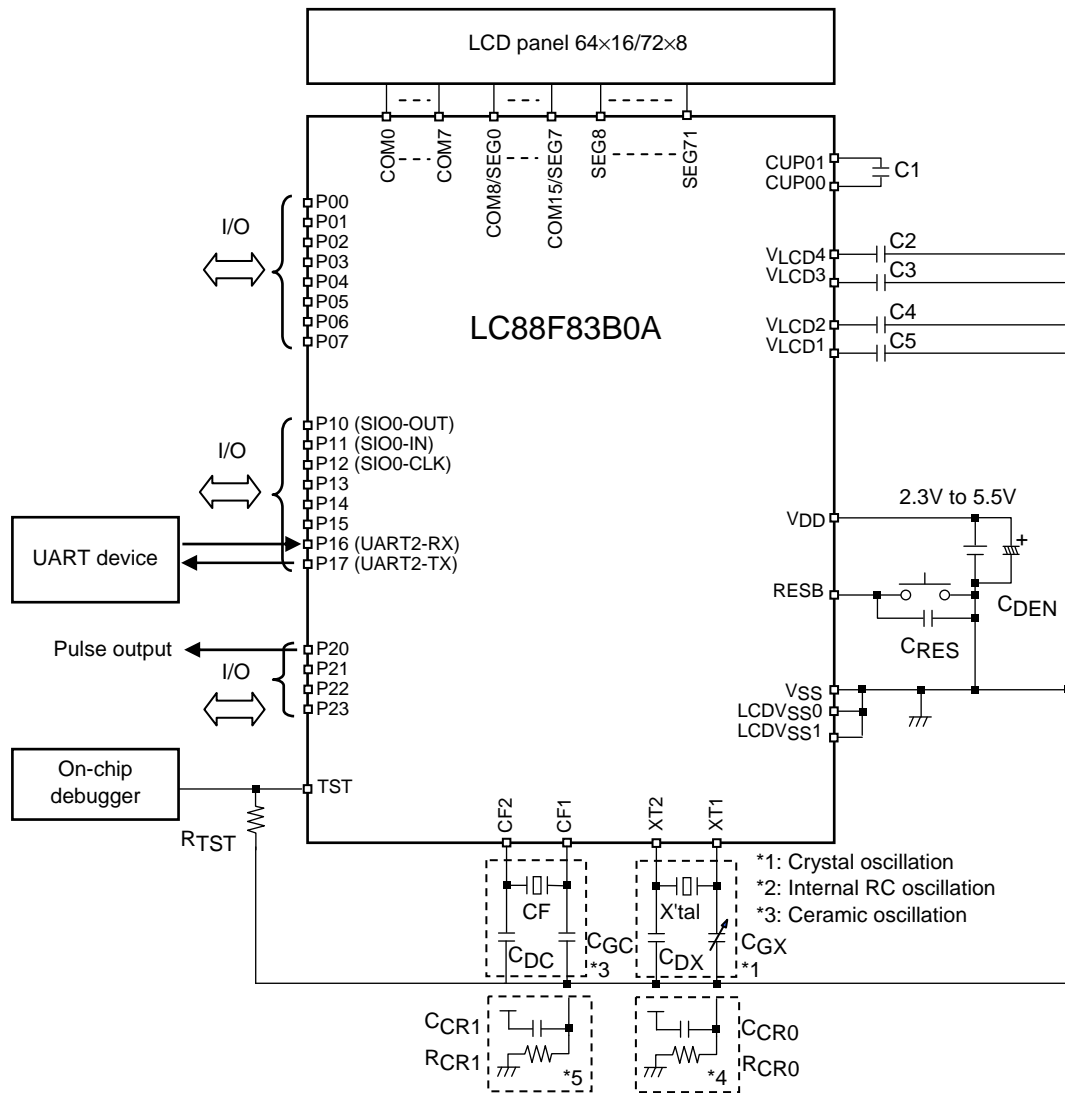 LCD panel 64×16/72×8
COM0
COM7
COM8/SEG0
COM15/SEG7
SEG8
SEG71
CUP01
CUP00
C1
P00
P01
P02
P03
P04
P05
P06
P07
I/O
VLCD4
VLCD3
VLCD2
VLCD1
C2
C3
C4
C5
LC88F83B0A
P10 (SIO0-OUT)
P11 (SIO0-IN)
P12 (SIO0-CLK)
P13
P14
P15
P16 (UART2-RX)
P17 (UART2-TX)
I/O
UART device
2.3V to 5.5V
VDD
RESB
+
CDEN
CRES
Pulse output
I/O
P20
P21
P22
P23
VSS
LCDVSS0
LCDVSS1
On-chip
debugger
TST
RTST
CF2
CF1
XT2
XT1
*1: Crystal oscillation
*2: Internal RC oscillation
*3: Ceramic oscillation
CF
X'tal
CDC
CGC
*3
CDX
CGX
*1
CCR1
RCR1
*5
CCR0
RCR0
*4